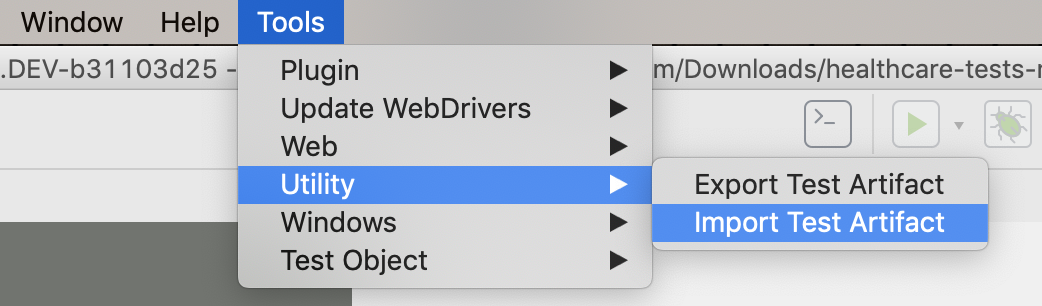 Window Help Tools
.DEV-b31103d25 - m/Downloads/healthcare-tests-
Plugin
Update WebDrivers
Web
Utility
Export Test Artifact
Windows
Import Test Artifact
Test Object